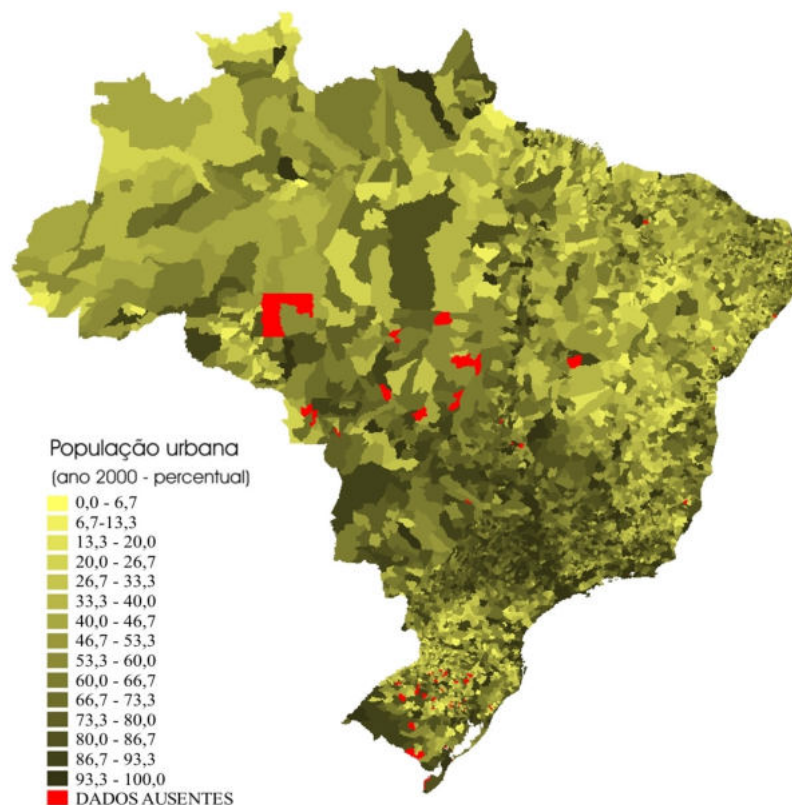 População urbana
(ano 2000 - percentual)
0,0 - 6,7
6,7-13,3
13,3 - 20,0
20,0 - 26,7
26,7 - 33,3
33,3 - 40,0
40,0 - 46,7
46,7 - 53,3
53,3 - 60,0
60,0 - 66,7
66,7 - 73,3
73,3 - 80,0
80,0 - 86,7
86,7 - 93,3
93,3 - 100,0
DADOS AUSENTES